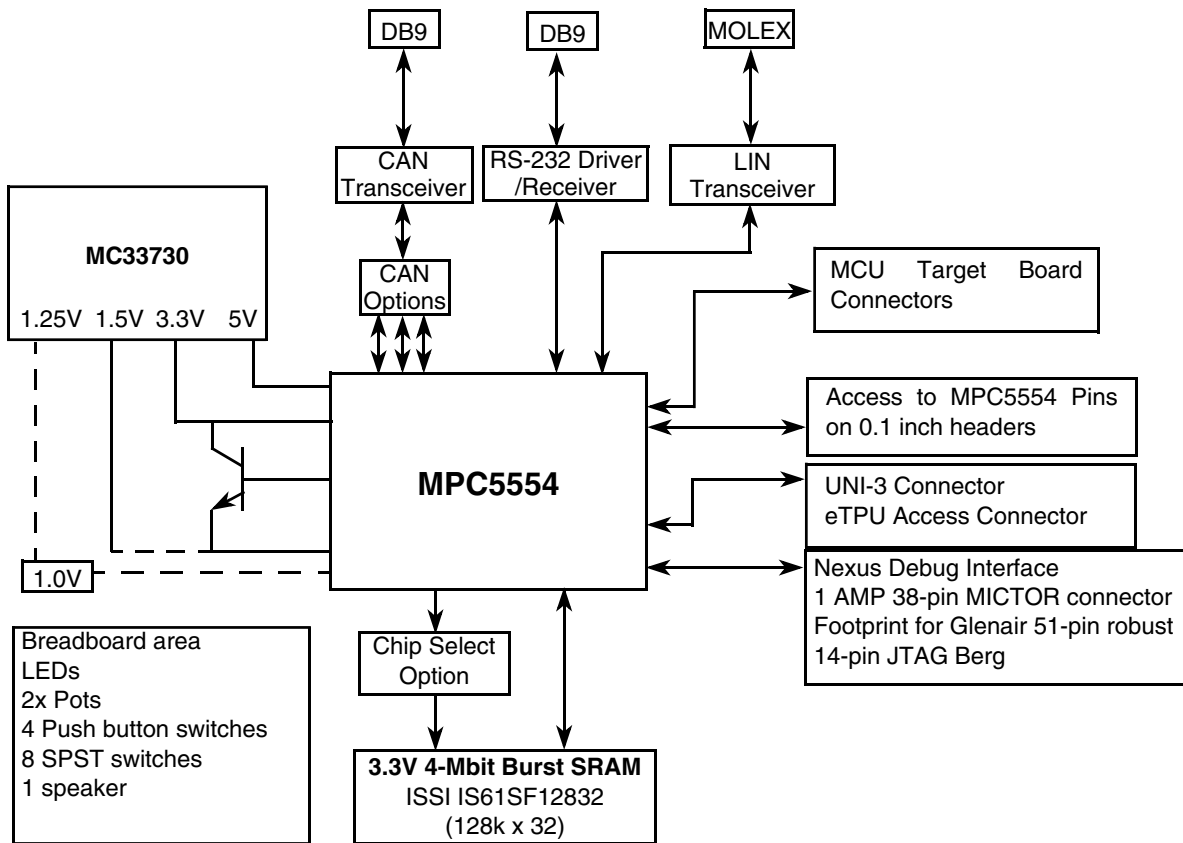 DB9
DB9
MOLEX
CAN
Transceiver
RS-232 Driver
/Receiver
LIN
Transceiver
MC33730
1.25V 1.5V 3.3V 5V
CAN
Options
MCU Target Board
Connectors
Access to MPC5554 Pins
on 0.1 inch headers
MPC5554
UNI-3 Connector
eTPU Access Connector
1.0V
Nexus Debug Interface
1 AMP 38-pin MICTOR connector
Footprint for Glenair 51-pin robust
14-pin JTAG Berg
Breadboard area
LEDs
2x Pots
4 Push button switches
8 SPST switches
1 speaker
Chip Select
Option
3.3V 4-Mbit Burst SRAM
ISSI IS61SF12832
(128k x 32)